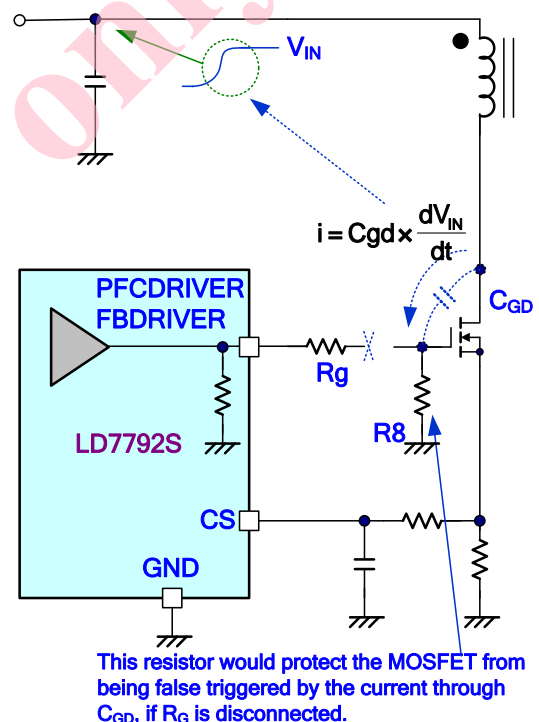 only
VIN
i = Cgd × dVIN
dt
CGD
PFCDRIVER
FBDRIVER
Rg
R8
LD7792S
CS
GND
This resistor would protect the MOSFET from
being false triggered by the current through
CGD, if RG is disconnected.